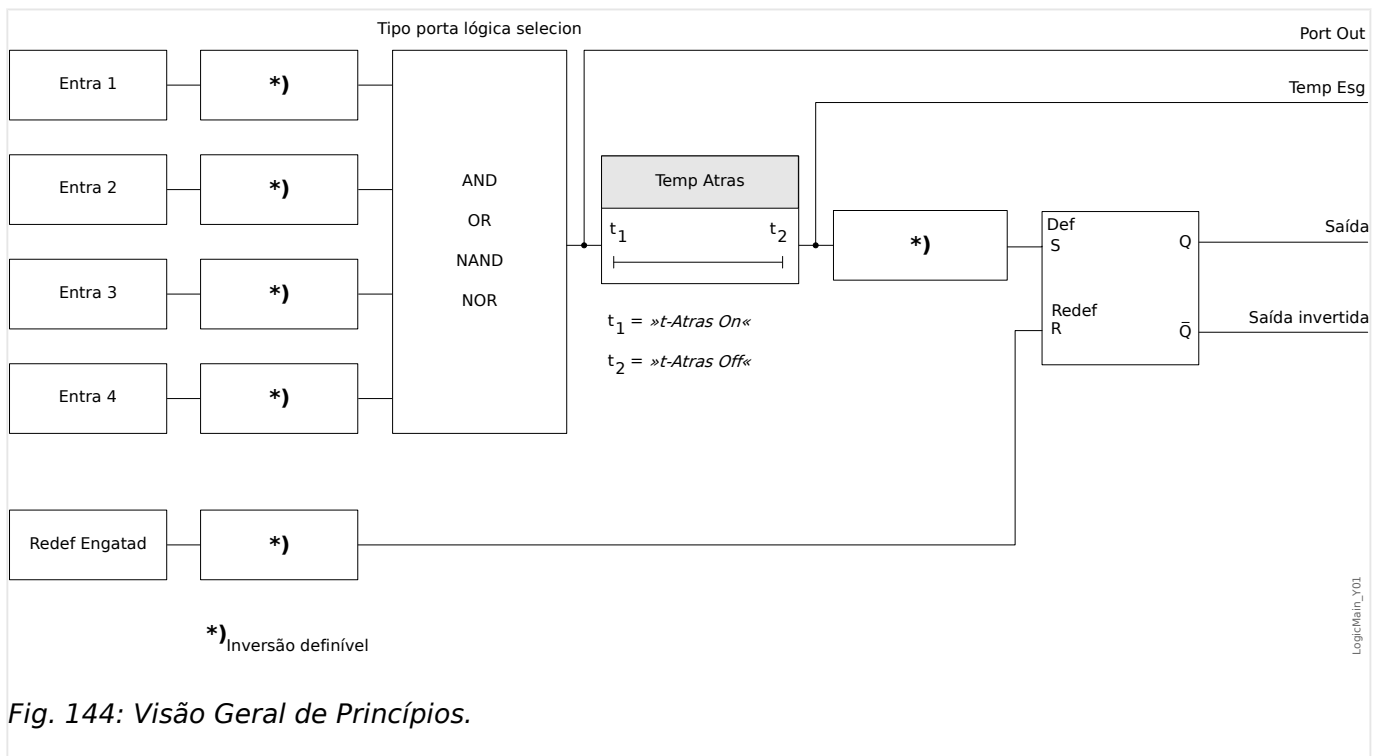 Tipo porta lógica selecion
Port Out
Temp Esg
Entra 1
*)
Entra 2
*)
Entra 3
*)
Entra 4
*)
AND
OR
NAND
NOR
Temp Atras
t1
t2
t1 = »t-Atras On«
t2 = »t-Atras Off«
*)
Def
S
Q
Redef
R
Q̅
Saída
Saída invertida
Redef Engatad
*)
*)Inversão definível
LogicMain_Y01
Fig. 144: Visão Geral de Princípios.